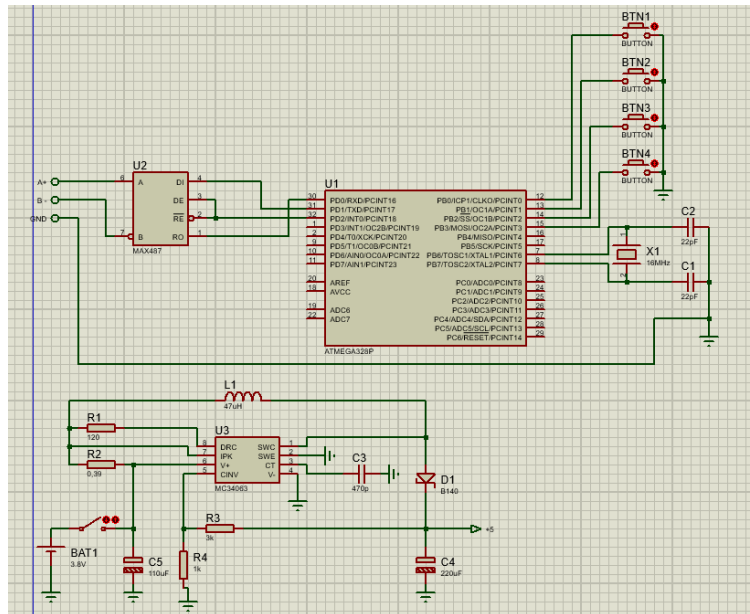 BTN1
BUTTON
BTN2
BUTTON
BTN3
BUTTON
BTN4
BUTTON
U2
A+
B -
GND
6
7
A
B
DI
DE
RE
RO
4
3
2
1
MAX487
U1
30
31
32
1
2
9
10
11
20
18
19
22
PD0/RXD/PCINT16
PD1/TXD/PCINT17
PD2/INT0/PCINT18
PD3/INT1/OC2B/PCINT19
PD4/T0/XCK/PCINT20
PD5/T1/OC0B/PCINT21
PD6/AIN0/OC0A/PCINT22
PD7/AIN1/PCINT23
AREF
AVCC
ADC6
ADC7
PB0/ICP1/CLKO/PCINT0
PB1/OC1A/PCINT1
PB2/SS/OC1B/PCINT2
PB3/MOSI/OC2A/PCINT3
PB4/MISO/PCINT4
PB5/SCK/PCINT5
PB6/TOSC1/XTAL1/PCINT6
PB7/TOSC2/XTAL2/PCINT7
PC0/ADC0/PCINT8
PC1/ADC1/PCINT9
PC2/ADC2/PCINT10
PC3/ADC3/PCINT11
PC4/ADC4/SDA/PCINT12
PC5/ADC5/SCL/PCINT13
PC6/RESET/PCINT14
12
13
14
15
16
17
7
8
23
24
25
26
27
28
29
ATMEGA328P
C2
22pF
X1
16MHz
1
2
C1
22pF
L1
47uH
R1
120
R2
0,39
U3
8
7
6
5
DRC
IPK
V+
CINV
SWC
SWE
CT
V-
1
2
3
4
MC34063
C3
470p
D1
B140
R3
3k
+5
R4
1k
BAT1
3.8V
C5
110uF
C4
220uF